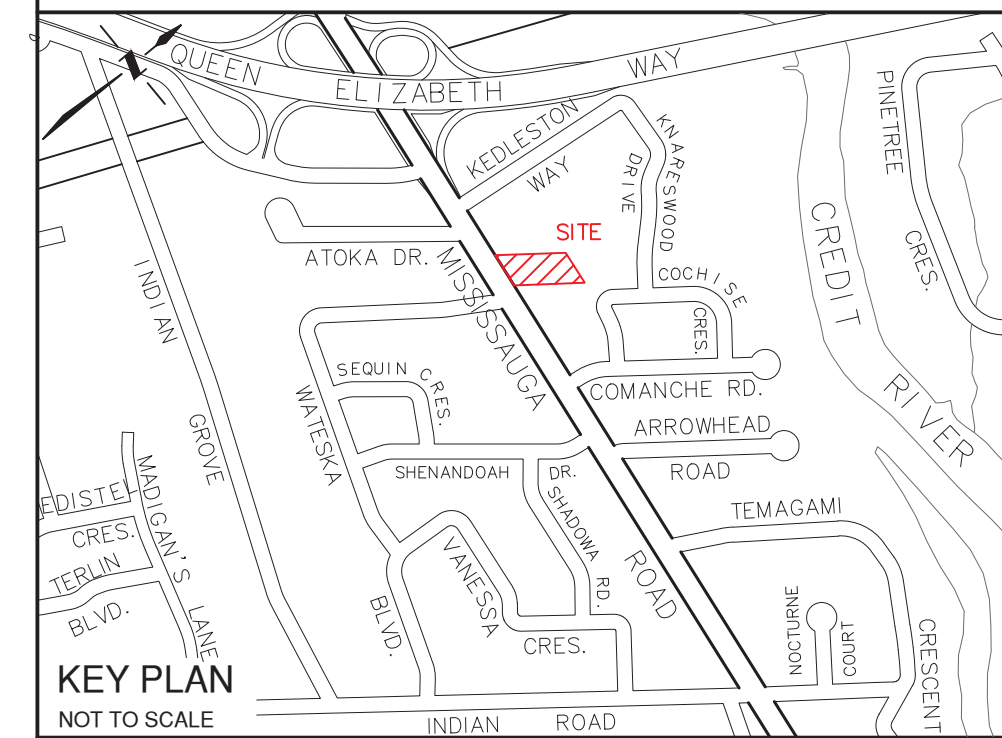 QUEEN ELIZABETH WAY
KEDLESTON WAY
KNARESWOOD DRIVE
PINETREE CRES.
SITE
ATOKA DR.
MISSISSAUGA ROAD
COCHISE CRES.
CREDIT RIVER
INDIAN GROVE
SEQUIN CRES.
WATESKA BLVD.
COMANCHE RD.
ARROWHEAD ROAD
SHENANDOAH DR.
SHADOWA RD.
TEMAGAMI CRESCENT
EDISTEL CRES.
MADIGAN'S LANE
TERLIN BLVD.
VANESSA CRES.
NOCTURNE COURT
KEY PLAN
NOT TO SCALE
INDIAN ROAD